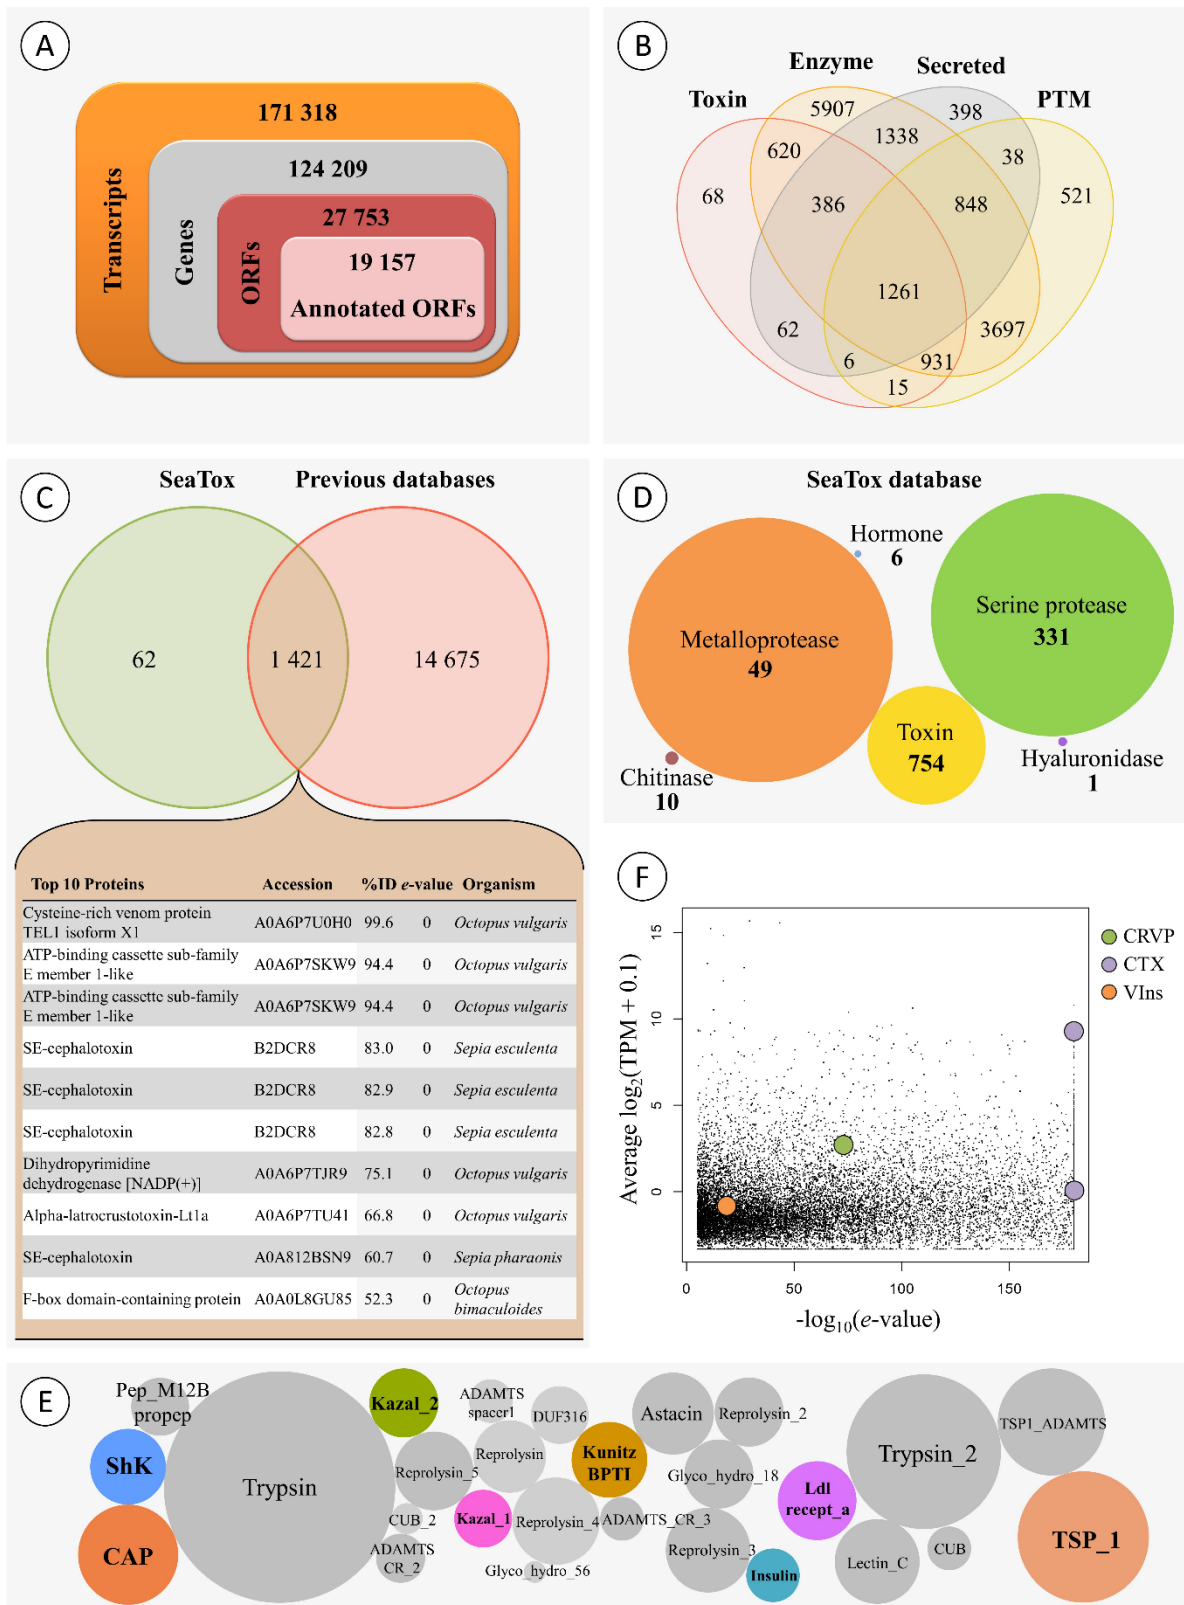 A
171 318
124 209
27 753
19 157
Annotated ORFs
Transcripts
Genes
ORFs
B
Enzyme
Secreted
Toxin
PTM
5907
398
1338
620
38
68
386
848
521
1261
62
3697
6
931
15
C
SeaTox
Previous databases
62
1 421
14 675
Top 10 Proteins Accession %ID e-value Organism
Cysteine-rich venom protein
TEL1 isoform X1 A0A6P7U0H0 99.6 0 Octopus vulgaris
ATP-binding cassette sub-family
E member 1-like A0A6P7SKW9 94.4 0 Octopus vulgaris
ATP-binding cassette sub-family
E member 1-like A0A6P7SKW9 94.4 0 Octopus vulgaris
SE-cephalotoxin B2DCR8 83.0 0 Sepia esculenta
SE-cephalotoxin B2DCR8 82.9 0 Sepia esculenta
SE-cephalotoxin B2DCR8 82.8 0 Sepia esculenta
Dihydropyrimidine
dehydrogenase [NADP(+)] A0A6P7TJR9 75.1 0 Octopus vulgaris
Alpha-latrocrustotoxin-Lt1a A0A6P7TU41 66.8 0 Octopus vulgaris
SE-cephalotoxin A0A812BSN9 60.7 0 Sepia pharaonis
F-box domain-containing protein A0A0L8GU85 52.3 0 Octopus
bimaculoides
D
SeaTox database
Hormone
6
Serine protease
331
Metalloprotease
49
Toxin
754
Chitinase
10
Hyaluronidase
1
F
CRVP
CTX
VIns
Average log2(TPM + 0.1)
15
10
5
0
0 50 100 150
-log10(e-value)
E
Pep_M12B
propep
ShK
CAP
Trypsin
Kazal_2
Reprolysin_5
CUB_2
ADAMTS
CR_2
ADAMTS
spacer1
DUF316
Reprolysin
Kazal_1
Reprolysin_4
Glyco_hydro_56
Kunitz
BPTI
ADAMTS_CR_3
Astacin
Reprolysin_2
Glyco_hydro_18
Reprolysin_3
Insulin
Ldl
recept_a
Trypsin_2
Lectin_C
CUB
TSP1_ADAMTS
TSP_1